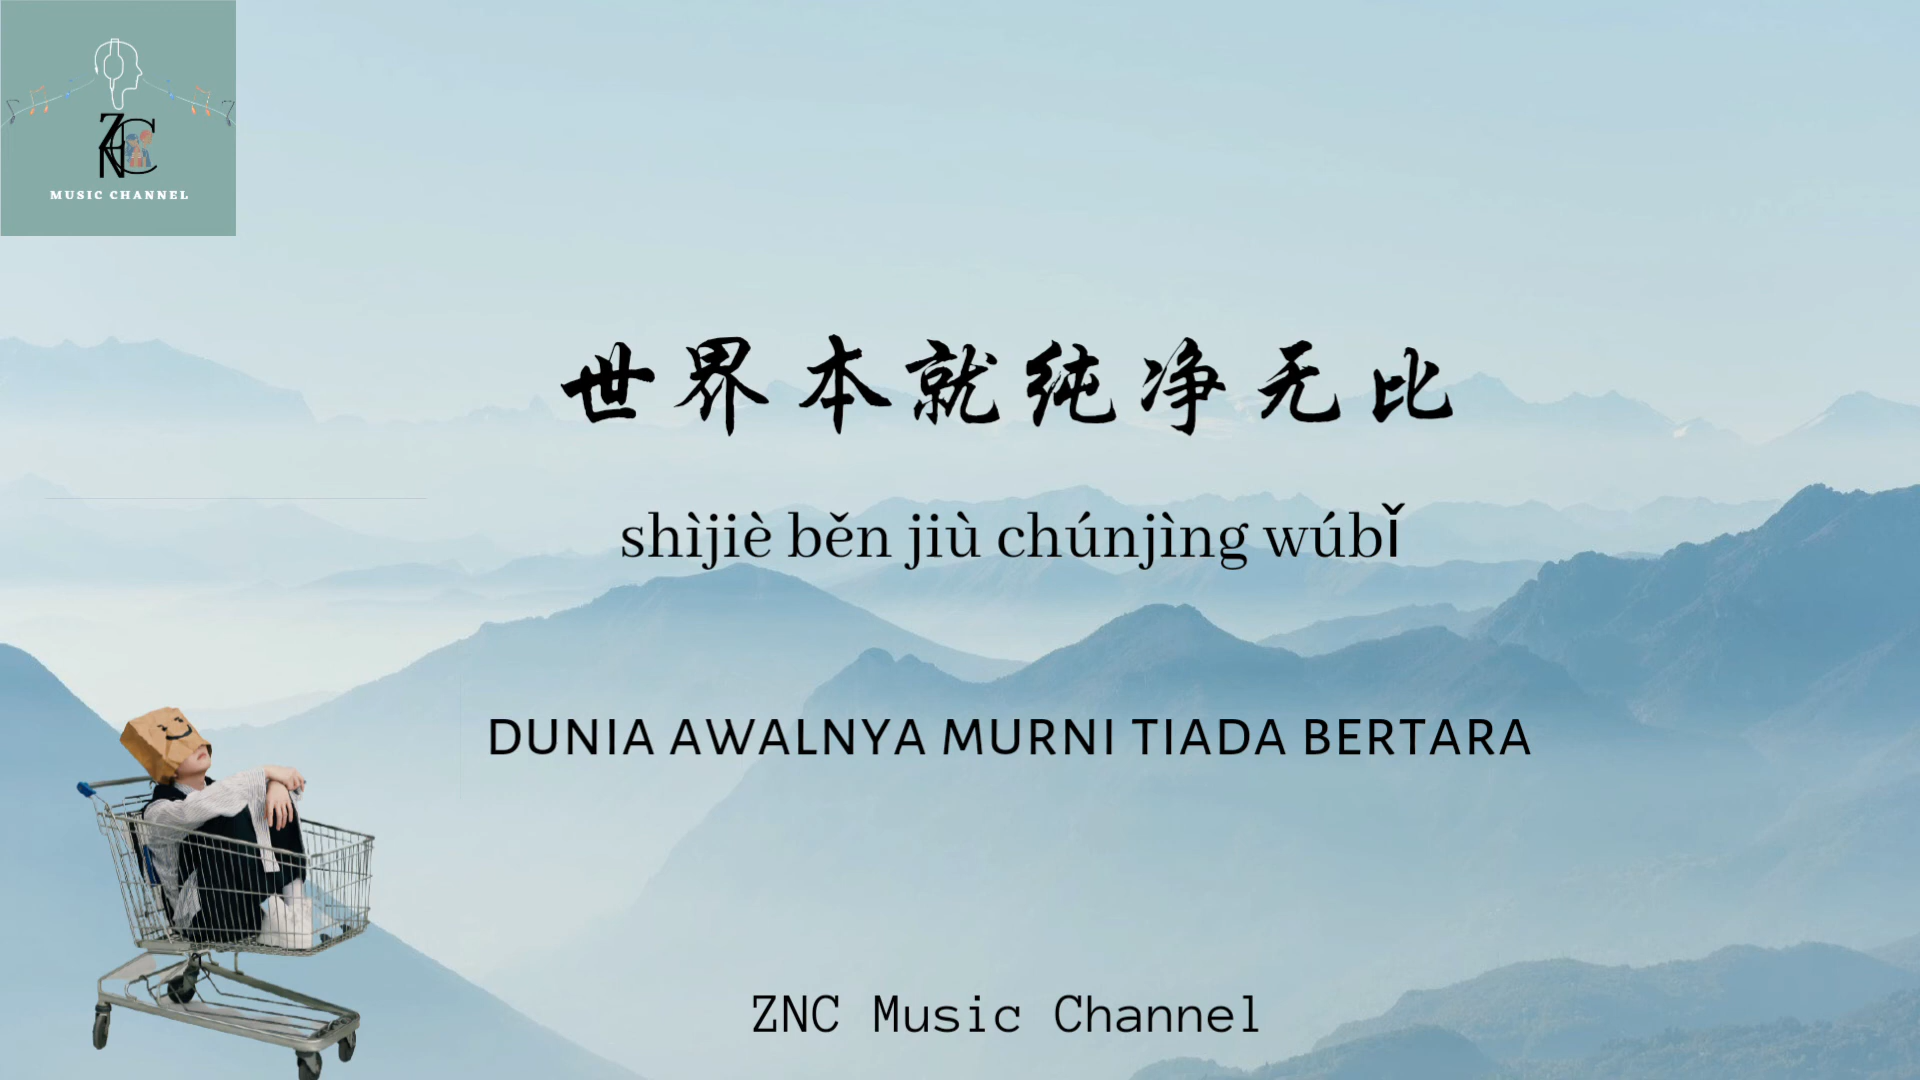 ZNC
MUSIC CHANNEL
世界本就纯净无比
shìjiè běn jiù chúnjìng wúbǐ
DUNIA AWALNYA MURNI TIADA BERTARA
ZNC Music Channel